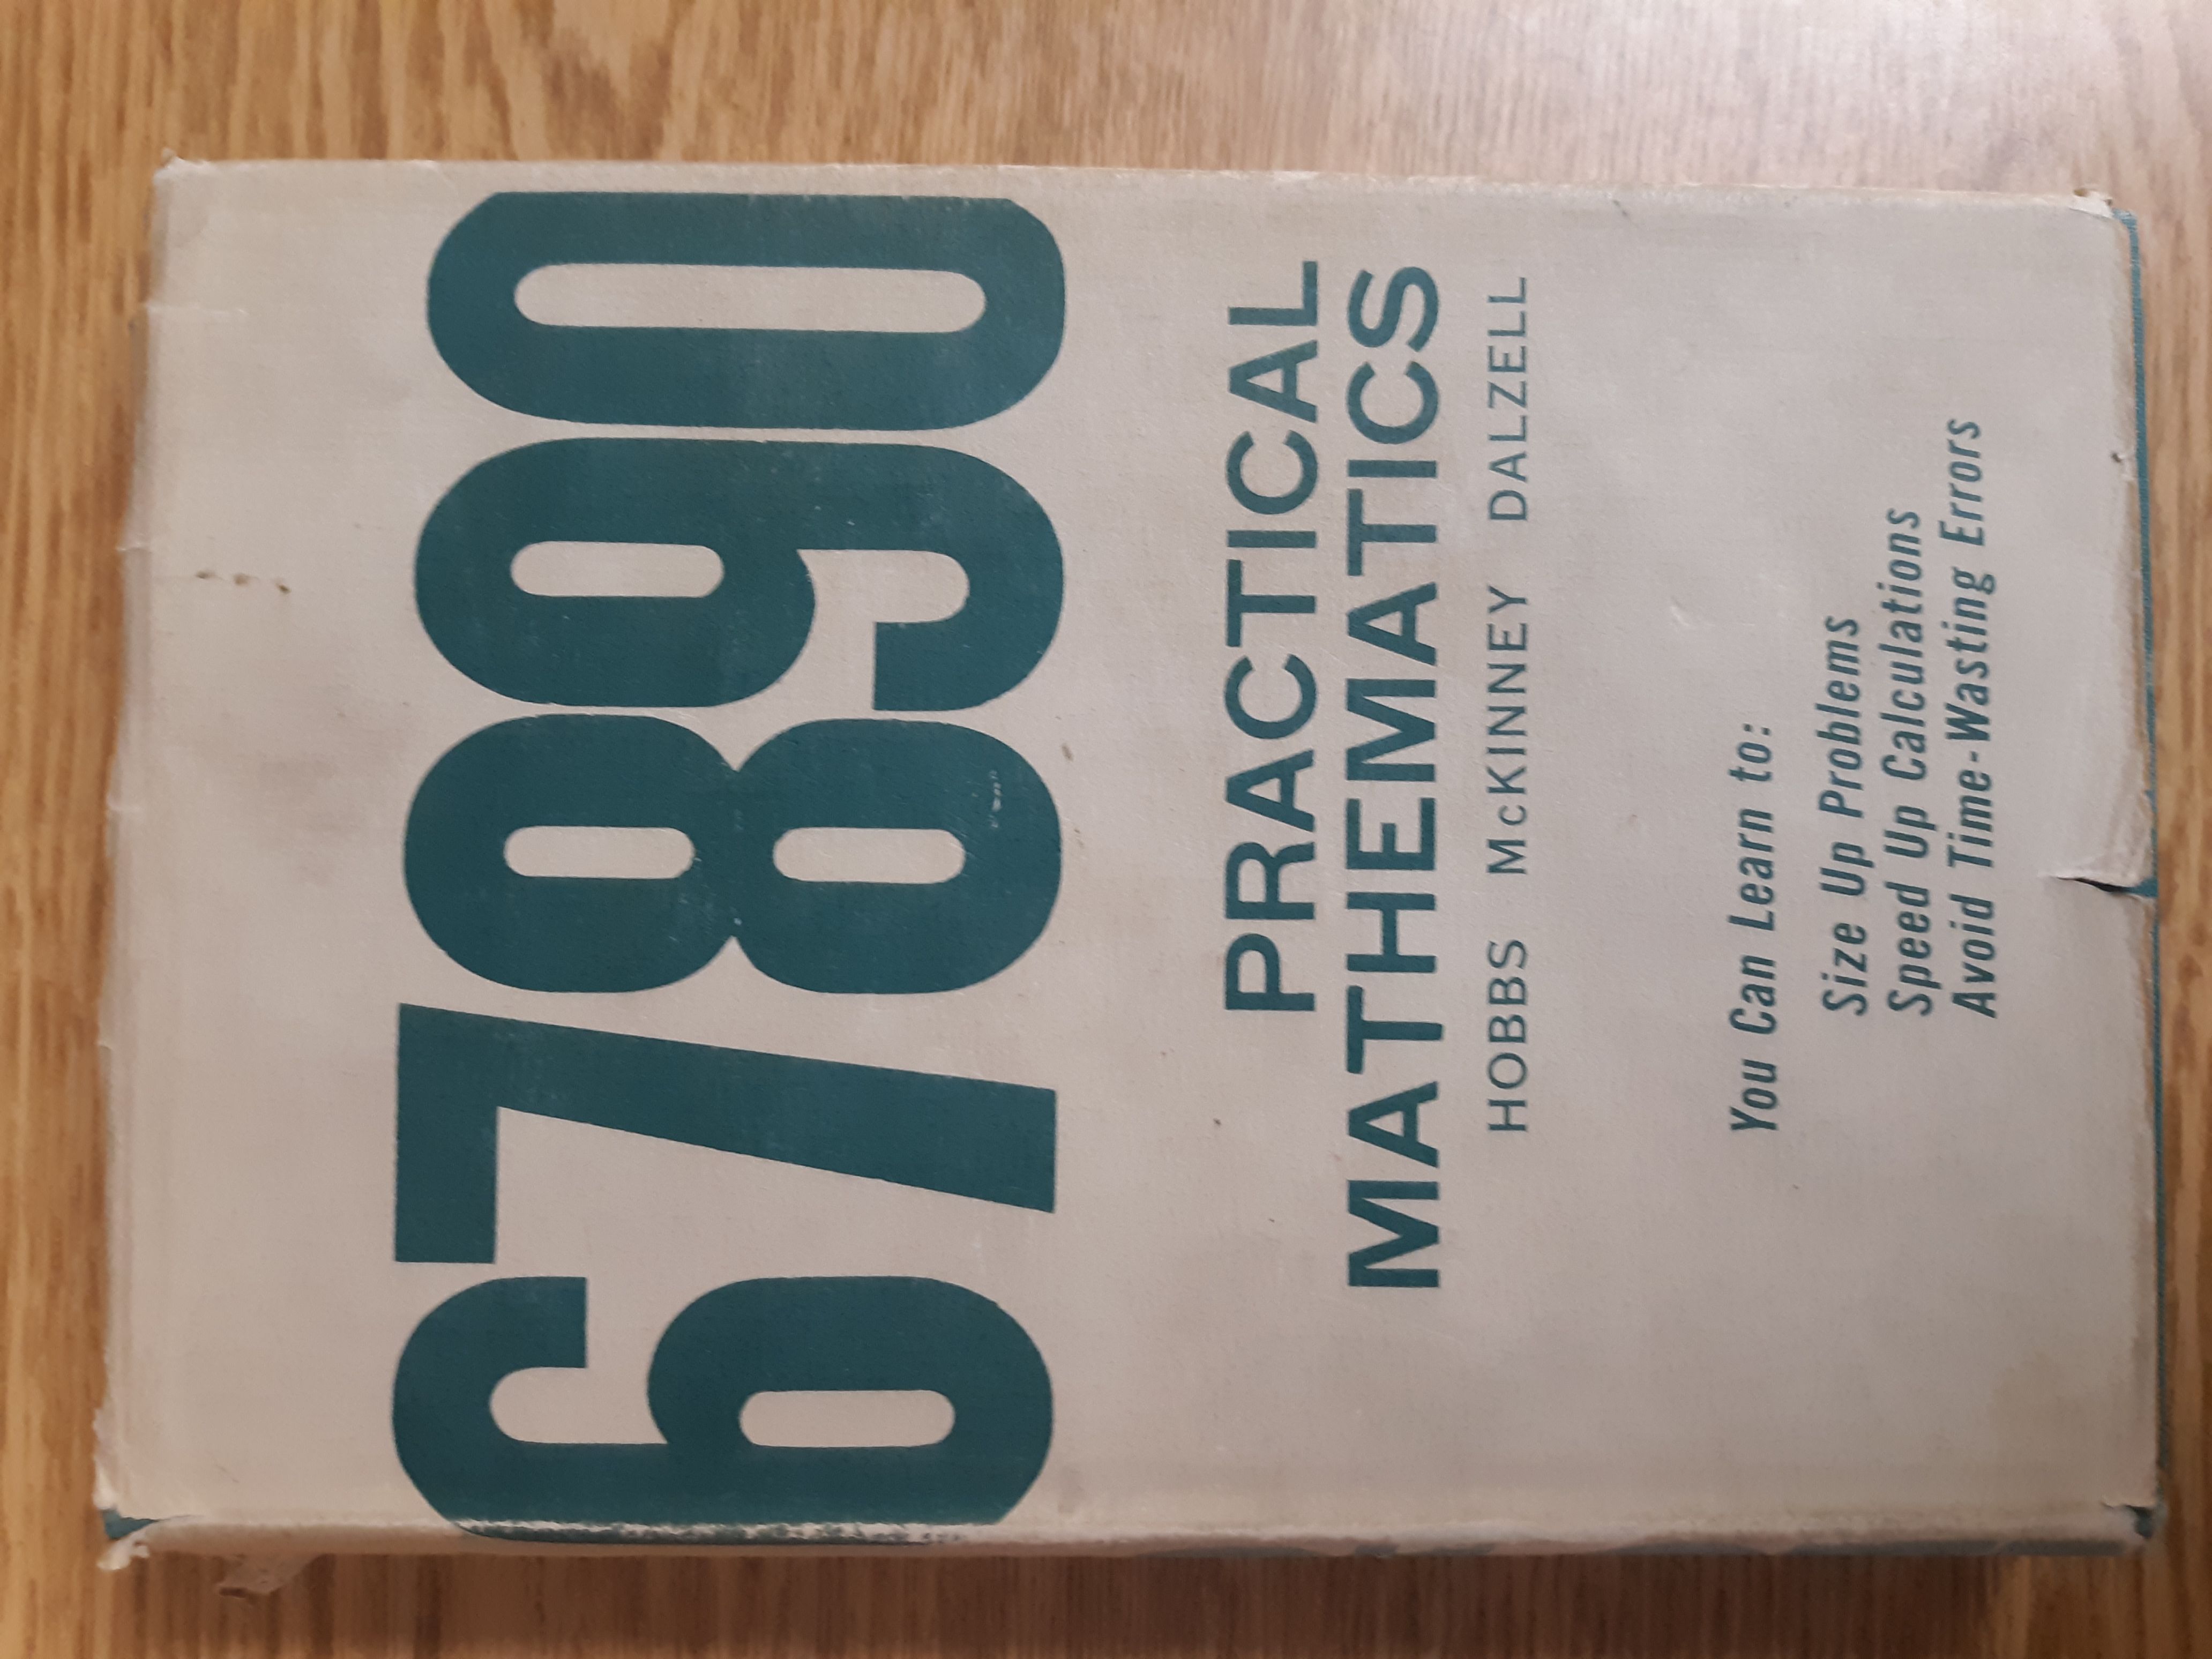 67890
PRACTICAL
MATHEMATICS
HOBBS McKINNEY DALZELL
You Can Learn to:
Size Up Problems
Speed Up Calculations
Avoid Time-Wasting Errors